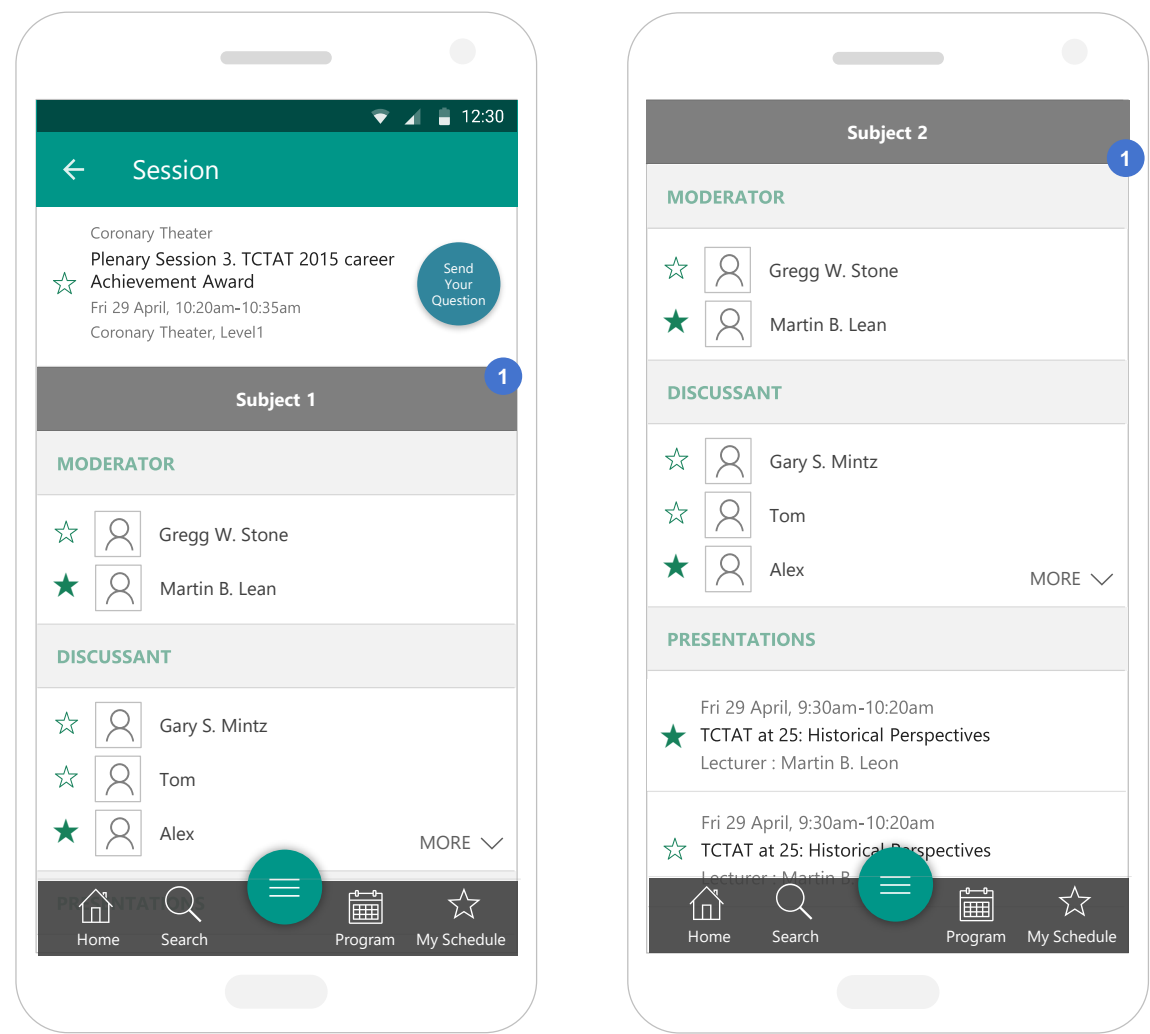 12:30
Session
Coronary Theater
Plenary Session 3. TCTAT 2015 career
Achievement Award
Fri 29 April, 10:20am-10:35am
Coronary Theater, Level1
Send
Your
Question
1
Subject 1
MODERATOR
Gregg W. Stone
Martin B. Lean
DISCUSSANT
Gary S. Mintz
Tom
Alex
MORE
PRESENTATIONS
Home
Search
Program
My Schedule
Subject 2
1
MODERATOR
Gregg W. Stone
Martin B. Lean
DISCUSSANT
Gary S. Mintz
Tom
Alex
MORE
PRESENTATIONS
Fri 29 April, 9:30am-10:20am
TCTAT at 25: Historical Perspectives
Lecturer : Martin B. Leon
Fri 29 April, 9:30am-10:20am
TCTAT at 25: Historical Perspectives
Lecturer : Martin B.
Home
Search
Program
My Schedule